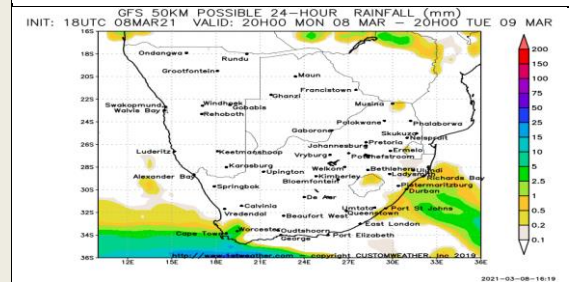 GFS 50KM POSSIBLE 24-HOUR RAINFALL (mm)
INIT: 18UTC 08MAR21 VALID: 20H00 MON 08 MAR - 20H00 TUE 09 MAR
16S
18S
20S
22S
24S
26S
28S
30S
32S
34S
36S
Ondangwa
Rundu
Grootfontein
Maun
Francistown
Ghanzi
Musina
Swakopmund
Windhoek
Gobabis
Walvis Bay
Rehoboth
Polokwane
Phalaborwa
Gaborone
Skukuza
Nelspruit
Pretoria
Johannesburg
Luderitz
Keetmanshoop
Vryburg
Potchefstroom
Ermelo
Karasburg
Upington
Welkom
Bethlehem
Ulundi
Alexander Bay
Kimberley
Ladysmith
Richards Bay
Bloemfontein
Pietermaritzburg
Springbok
Durban
De Aar
Calvinia
Umtata
Port St Johns
Vredendal
Beaufort West
Queenstown
East London
Cape Town
Worcester
Oudtshoorn
George
Port Elizabeth
copyright CUSTOMWEATHER, Inc 2019
12E 15E 18E 21E 24E 27E 30E 33E 36E
200
150
100
75
50
25
15
10
5
2.5
1
0.5
0.2
0.1
2021-03-08-16:19